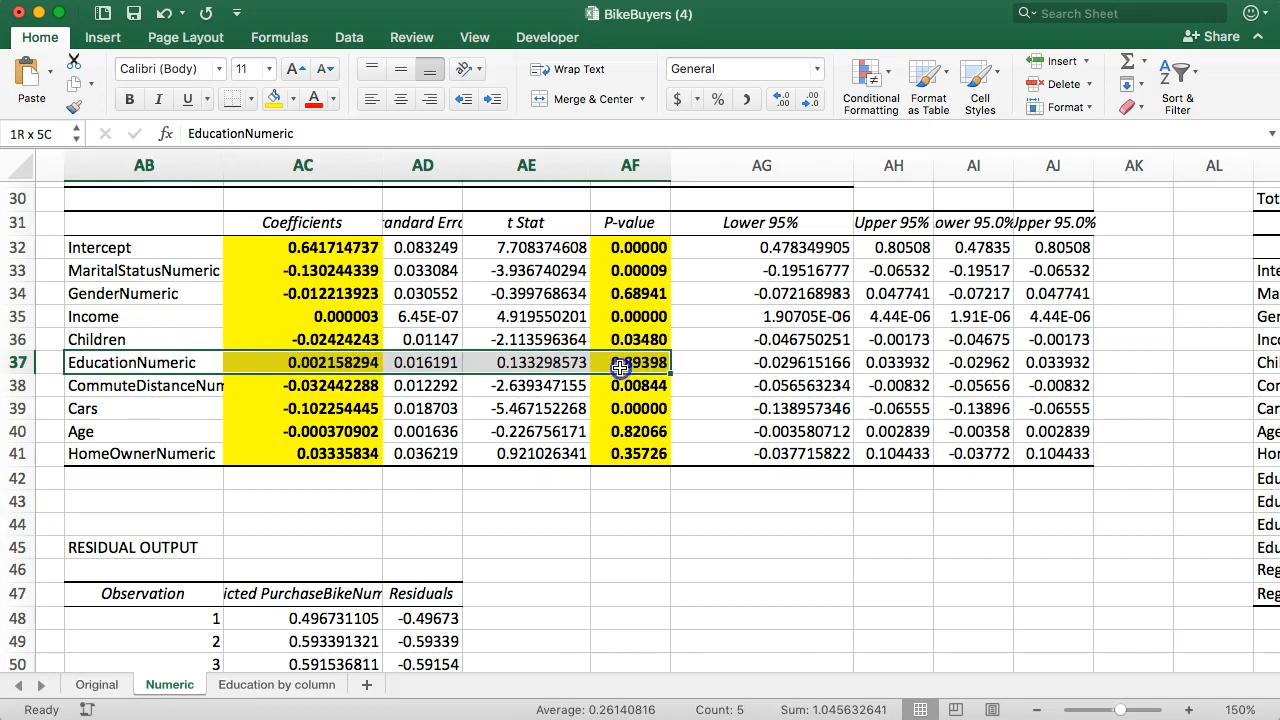 BikeBuyers (4)
Search Sheet
Home Insert Page Layout Formulas Data Review View Developer
Share
Paste
Calibri (Body) 11 A A
B I U A
Wrap Text
Merge & Center
General
$ % )
Conditional Formatting
Format as Table
Cell Styles
Insert
Delete
Format
Sort & Filter
1R x 5C fx EducationNumeric
AB AC AD AE AF AG AH AI AJ AK AL
30 Tot
31 Coefficients andard Erro t Stat P-value Lower 95% Upper 95% ower 95.0% Upper 95.0%
32 Intercept 0.641714737 0.083249 7.708374608 0.00000 0.478349905 0.80508 0.47835 0.80508
33 MaritalStatusNumeric -0.130244339 0.033084 -3.936740294 0.00009 -0.19516777 -0.06532 -0.19517 -0.06532 Inte
34 GenderNumeric -0.012213923 0.030552 -0.399768634 0.68941 -0.072168983 0.047741 -0.07217 0.047741 Ma
35 Income 0.000003 6.45E-07 4.919550201 0.00000 1.90705E-06 4.44E-06 1.91E-06 4.44E-06 Ger
36 Children -0.02424243 0.01147 -2.113596364 0.03480 -0.046750251 -0.00173 -0.04675 -0.00173 Inco
37 EducationNumeric 0.002158294 0.016191 0.133298573 0.89398 -0.029615166 0.033932 -0.02962 0.033932 Chi
38 CommuteDistanceNum -0.032442288 0.012292 -2.639347155 0.00844 -0.056563234 -0.00832 -0.05656 -0.00832 Cor
39 Cars -0.102254445 0.018703 -5.467152268 0.00000 -0.138957346 -0.06555 -0.13896 -0.06555 Car
40 Age -0.000370902 0.001636 -0.226756171 0.82066 -0.003580712 0.002839 -0.00358 0.002839 Age
41 HomeOwnerNumeric 0.03335834 0.036219 0.921026341 0.35726 -0.037715822 0.104433 -0.03772 0.104433 Hor
42 Edu
43 Edu
44 Edu
45 RESIDUAL OUTPUT Edu
46 Reg
47 Observation icted PurchaseBikeNum Residuals Reg
48 1 0.496731105 -0.49673
49 2 0.593391321 -0.59339
50 3 0.591536811 -0.59154
Original Numeric Education by column +
Ready Average: 0.26140816 Count: 5 Sum: 1.045632641 150%